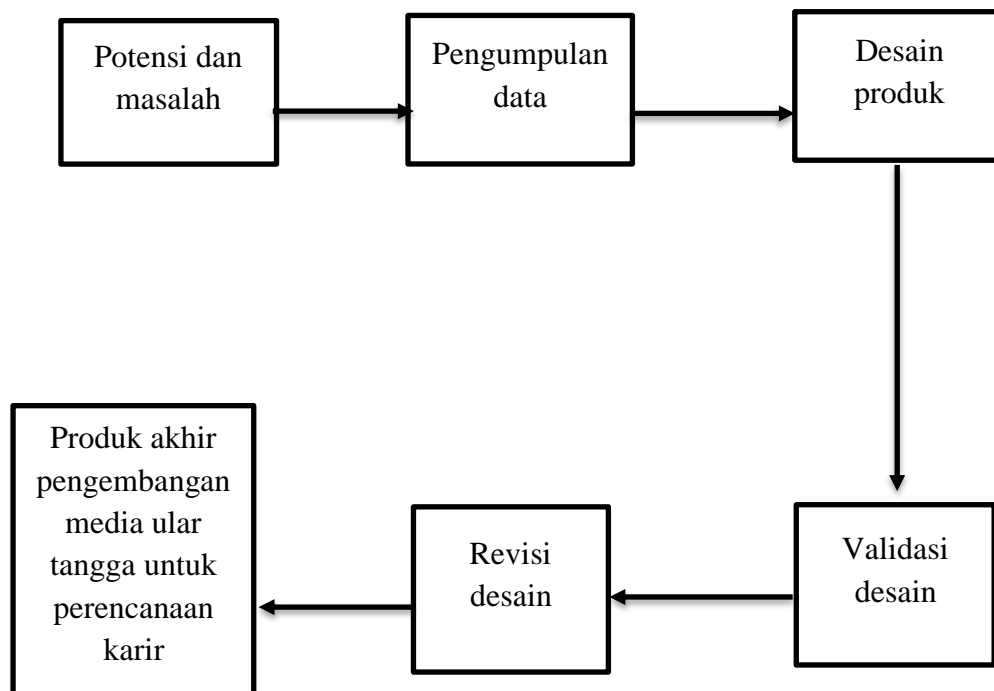 Potensi dan
masalah
Pengumpulan
data
Desain
produk
Validasi
desain
Revisi
desain
Produk akhir
pengembangan
media ular
tangga untuk
perencanaan
karir